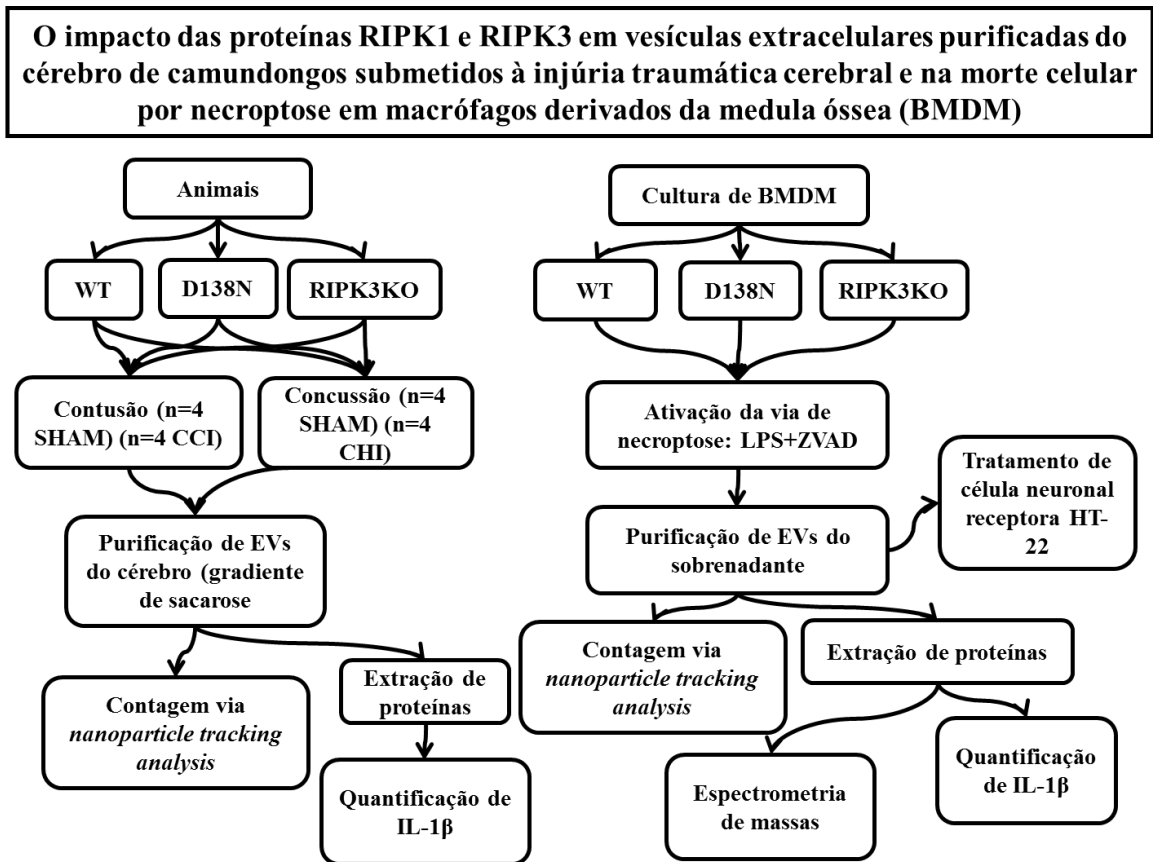 O impacto das proteínas RIPK1 e RIPK3 em vesículas extracelulares purificadas do
cérebro de camundongos submetidos à injúria traumática cerebral e na morte celular
por necroptose em macrófagos derivados da medula óssea (BMDM)
Animais
WT
D138N
RIPK3KO
Contusão (n=4
SHAM) (n=4 CCI)
Concussão (n=4
SHAM) (n=4
CHI)
Purificação de EVs
do cérebro (gradiente
de sacarose
Contagem via
nanoparticle tracking
analysis
Extração de
proteínas
Quantificação de
IL-1β
Cultura de BMDM
WT
D138N
RIPK3KO
Ativação da via de
necroptose: LPS+ZVAD
Purificação de EVs do
sobrenadante
Tratamento de
célula neuronal
receptora HT-
22
Contagem via
nanoparticle tracking
analysis
Extração de proteínas
Espectrometria
de massas
Quantificação
de IL-1β